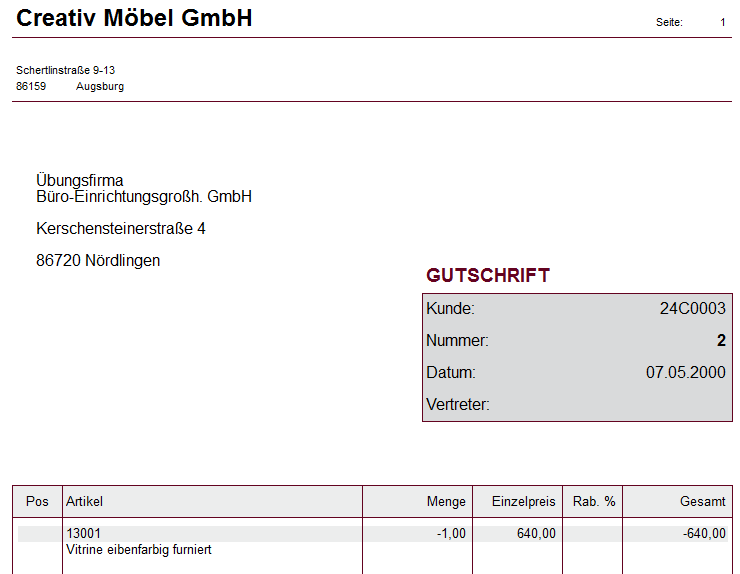 Creativ Möbel GmbH
Seite: 1
Schertlinstraße 9-13
86159 Augsburg
Übungsfirma
Büro-Einrichtungsgroßh. GmbH
Kerschensteinerstraße 4
86720 Nördlingen
GUTSCHRIFT
Kunde: 24C0003
Nummer: 2
Datum: 07.05.2000
Vertreter:
Pos Artikel Menge Einzelpreis Rab. % Gesamt
13001 -1,00 640,00 -640,00
Vitrine eibenfarbig furniert